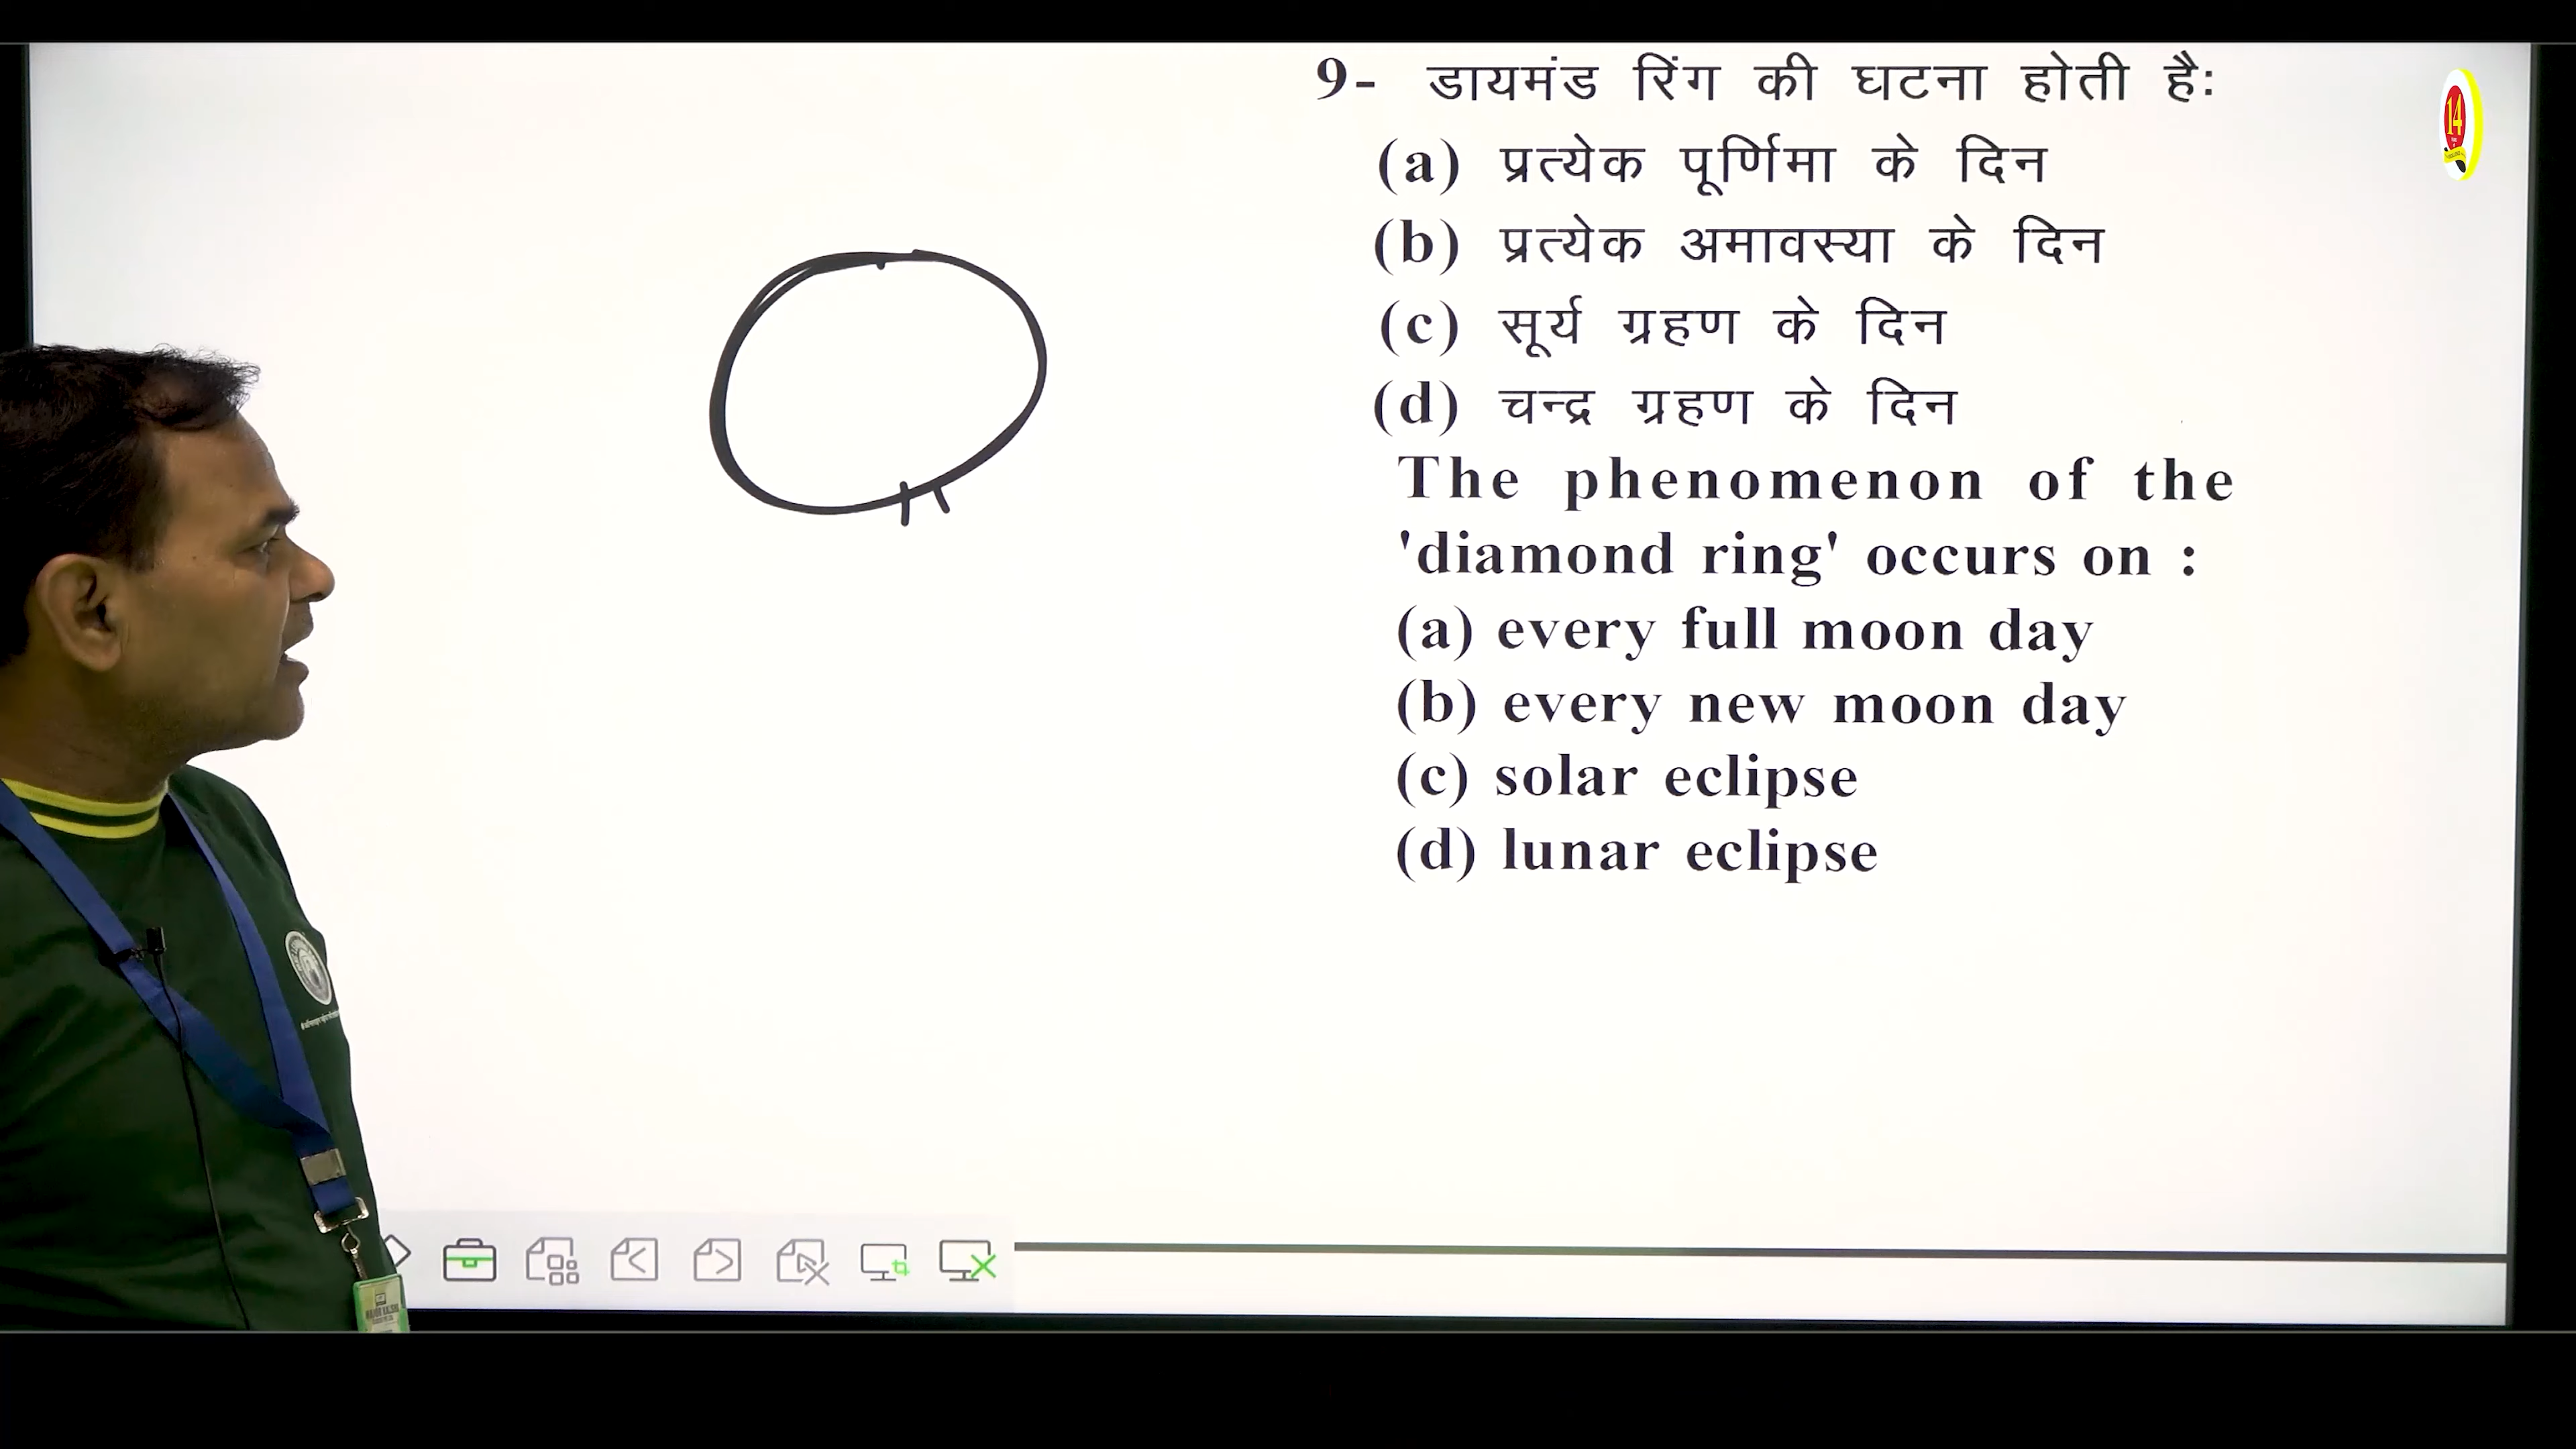 9- डायमंड रिंग की घटना होती है:
(a) प्रत्येक पूर्णिमा के दिन
(b) प्रत्येक अमावस्या के दिन
(c) सूर्य ग्रहण के दिन
(d) चन्द्र ग्रहण के दिन
The phenomenon of the
'diamond ring' occurs on :
(a) every full moon day
(b) every new moon day
(c) solar eclipse
(d) lunar eclipse
14